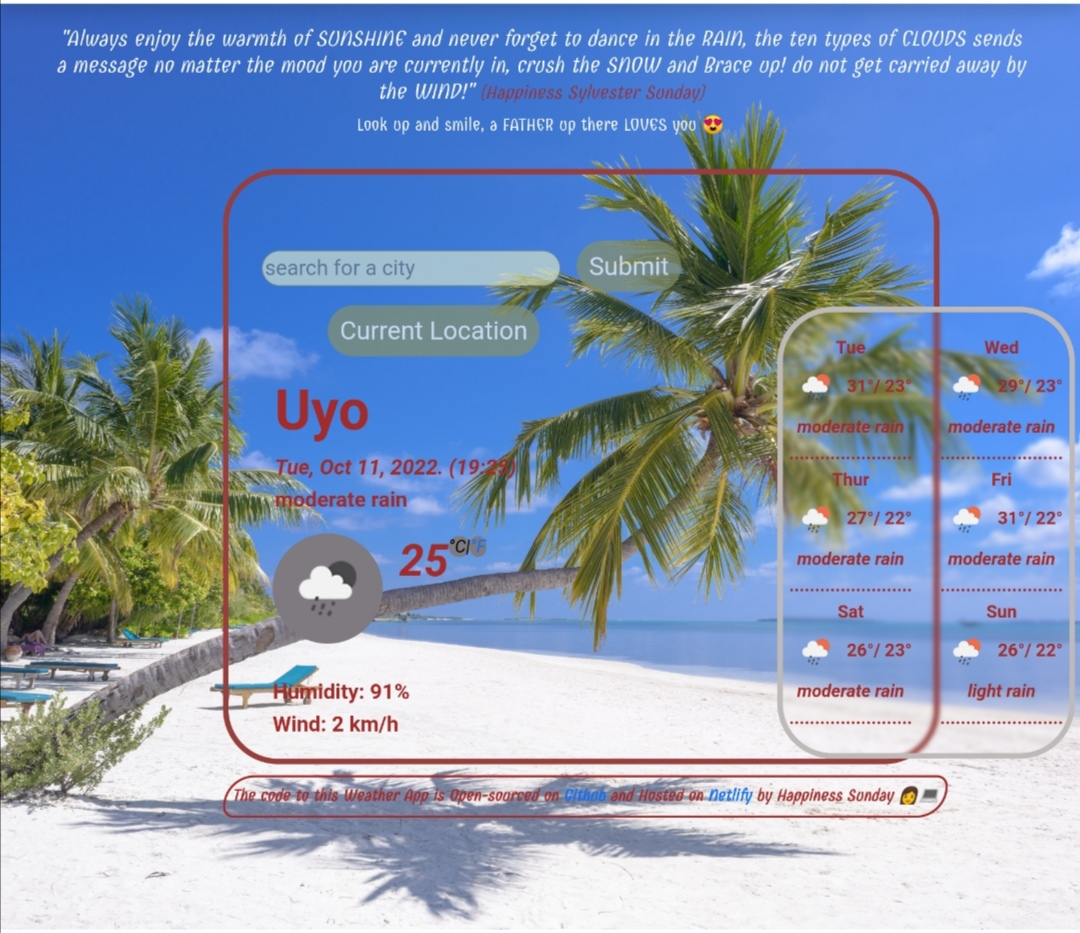 "Always enjoy the warmth of SUNSHINE and never forget to dance in the RAIN, the ten types of CLOUDS sends
a message no matter the mood you are currently in, crush the SNOW and Brace up! do not get carried away by
the WIND!" (Happiness Sylvester Sunday)
Look up and smile, a FATHER up there LOVES you 😍
search for a city
Submit
Current Location
Uyo
Tue, Oct 11, 2022. (19:29)
moderate rain
25 °C|°F
Humidity: 91%
Wind: 2 km/h
Tue Wed
31°/ 23° 29°/ 23°
moderate rain moderate rain
Thur Fri
27°/ 22° 31°/ 22°
moderate rain moderate rain
Sat Sun
26°/ 23° 26°/ 22°
moderate rain light rain
The code to this Weather App is Open-sourced on Github and Hosted on Netlify by Happiness Sunday 👩💻